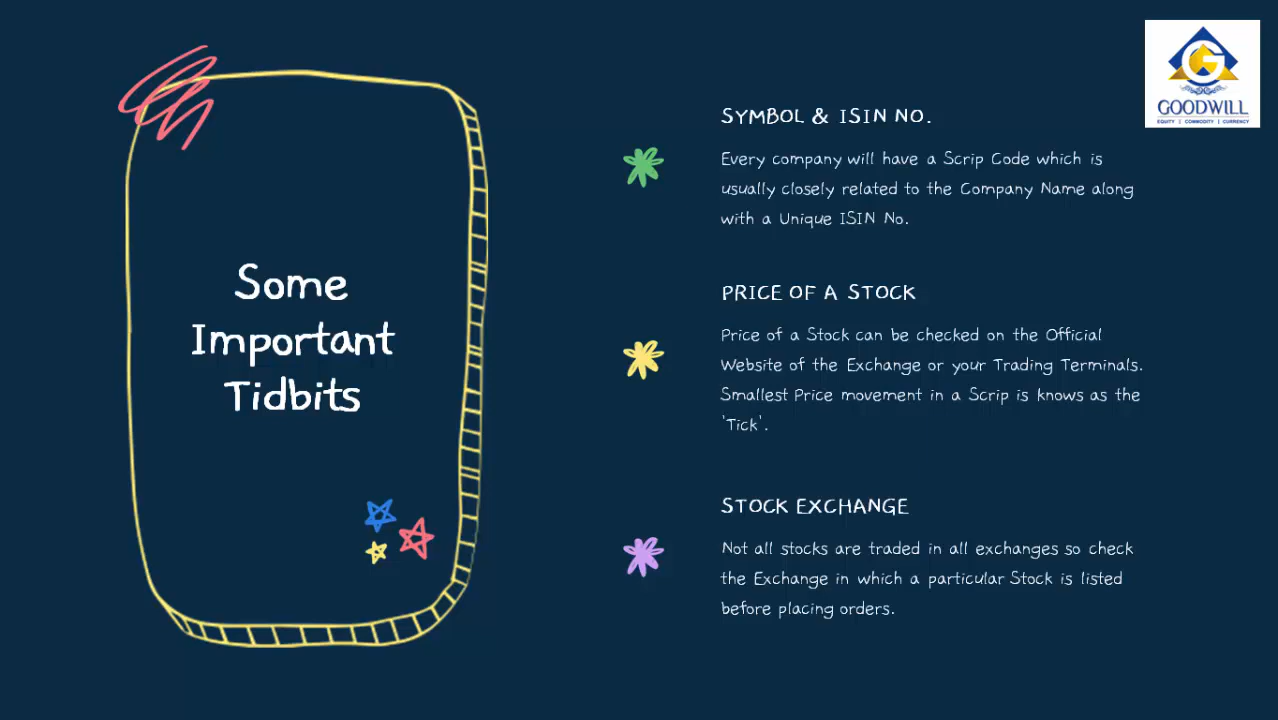 Some
Important
Tidbits
SYMBOL & ISIN NO.
Every company will have a Scrip Code which is
usually closely related to the Company Name along
with a Unique ISIN No.
PRICE OF A STOCK
Price of a Stock can be checked on the Official
Website of the Exchange or your Trading Terminals.
Smallest Price movement in a Scrip is knows as the
'Tick'.
STOCK EXCHANGE
Not all stocks are traded in all exchanges so check
the Exchange in which a particular Stock is listed
before placing orders.
G
GOODWILL
EQUITY | COMMODITY | CURRENCY